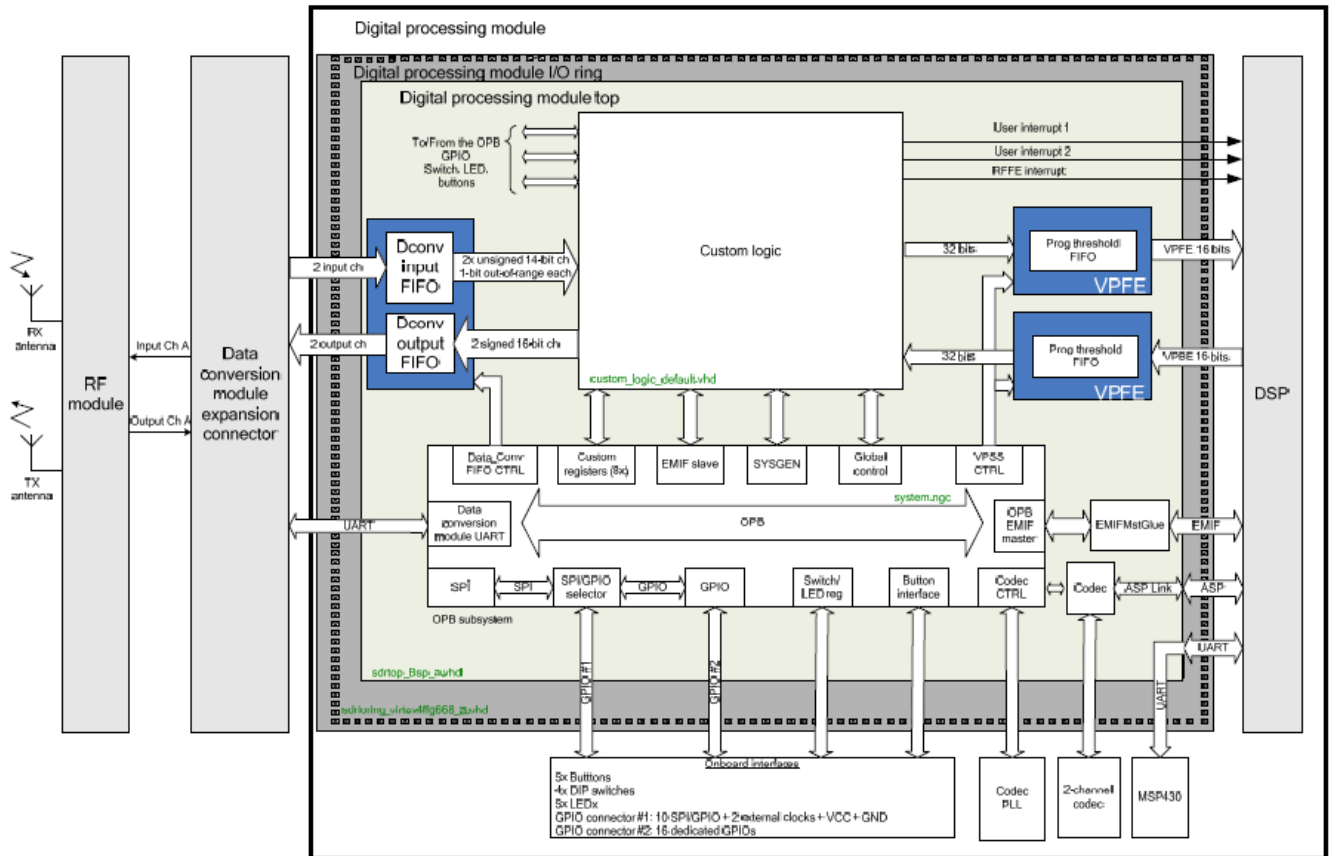 Digital processing module
Digital processing module I/O ring
Digital processing module top
To/From the OPB
GPIO
Switch, LED,
buttons
User interrupt 1
User interrupt 2
RFFE interrupt
Custom logic
custom_logic_default.vhd
RX
antenna
TX
antenna
RF
module
Input Ch A
Output Ch A
Data
conversion
module
expansion
connector
2 input ch
2 output ch
Dconv
input
FIFO
Dconv
output
FIFO
2x unsigned 14-bit ch
1-bit out-of-range each
2 signed 16-bit ch
32 bits
Prog threshold
FIFO
VPFE
VPFE 16-bits
32 bits
Prog threshold
FIFO
VPFE
VPBE 16-bits
DSP
Data_Conv
FIFO CTRL
Custom
registers (8x)
EMIF slave
SYSGEN
Global
control
VPSS
CTRL
system.ngc
UART
Data
conversion
module UART
OPB
OPB
EMIF
master
EMIFMstGlue
EMIF
SPI
SPI
SPI/GPIO
selector
GPIO
GPIO
Switch/
LED reg
Button
interface
Codec
CTRL
Codec
ASP Link
ASP
OPB subsystem
UART
UART
GPIO #1
GPIO #2
Onboard interfaces
5x Butttons
4x DIP switches
5x LEDx
GPIO connector #1: 10 SPI/GPIO + 2 external clocks + VCC + GND
GPIO connector #2: 16 dedicated GPIOs
Codec
PLL
2-channel
codec
MSP430